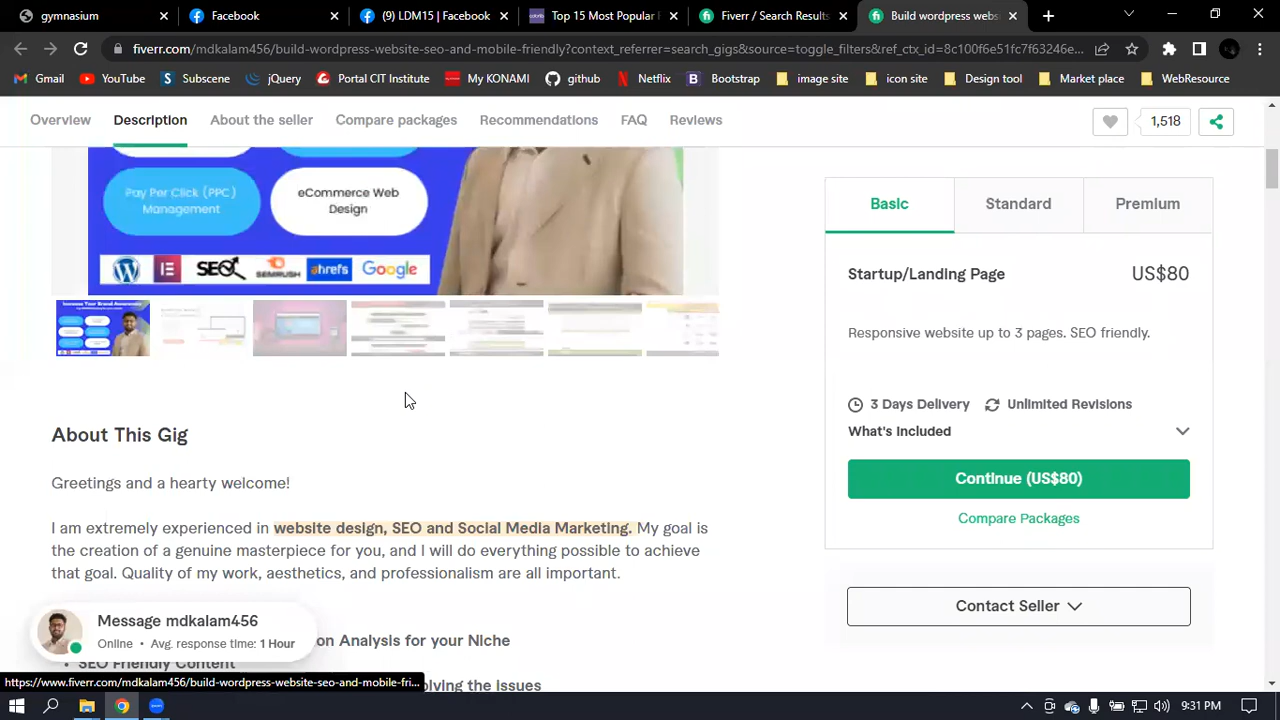 gymnasium
Facebook
(9) LDM15 | Facebook
Top 15 Most Popular
Fiverr / Search Results
Build wordpress webs
fiverr.com/mdkalam456/build-wordpress-website-seo-and-mobile-friendly?context_referrer=search_gigs&source=toggle_filters&ref_ctx_id=8c100f6e51fc7f63246e...
Gmail
YouTube
Subscene
jQuery
Portal CIT Institute
My KONAMI
github
Netflix
Bootstrap
image site
icon site
Design tool
Market place
WebResource
Overview
Description
About the seller
Compare packages
Recommendations
FAQ
Reviews
1,518
Pay Per Click (PPC)
Management
eCommerce Web
Design
SEO
SEMRUSH
ahrefs
Google
Basic
Standard
Premium
Startup/Landing Page
US$80
Responsive website up to 3 pages. SEO friendly.
3 Days Delivery
Unlimited Revisions
What's Included
Continue (US$80)
Compare Packages
Contact Seller
About This Gig
Greetings and a hearty welcome!
I am extremely experienced in website design, SEO and Social Media Marketing. My goal is
the creation of a genuine masterpiece for you, and I will do everything possible to achieve
that goal. Quality of my work, aesthetics, and professionalism are all important.
Message mdkalam456
Online • Avg. response time: 1 Hour
on Analysis for your Niche
SEO Friendly Content
olving the issues
https://www.fiverr.com/mdkalam456/build-wordpress-website-seo-and-mobile-fri...
9:31 PM